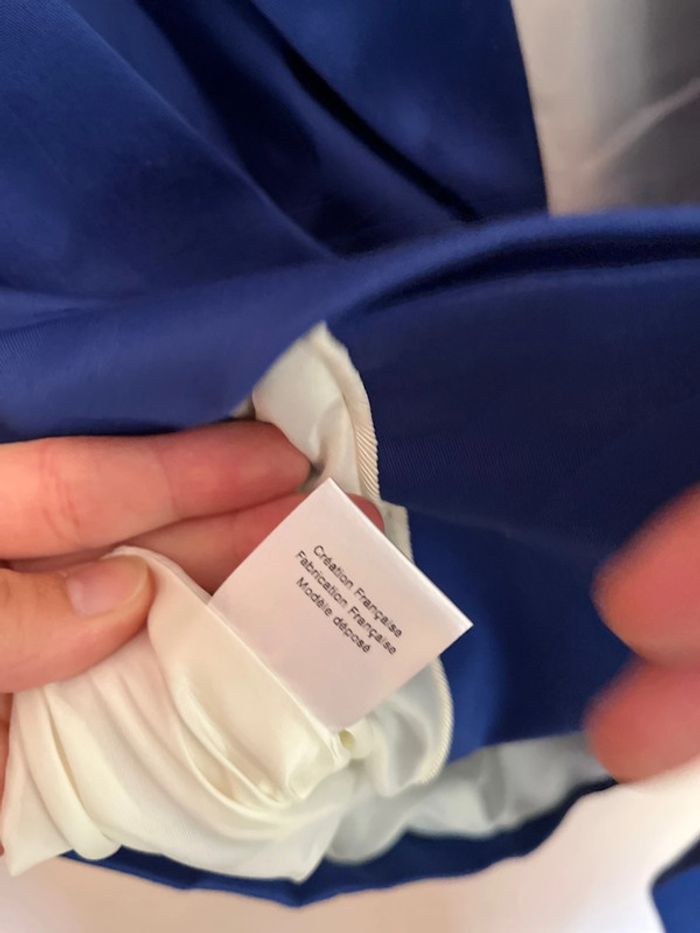 Création Française
Fabrication Française
Modèle déposé